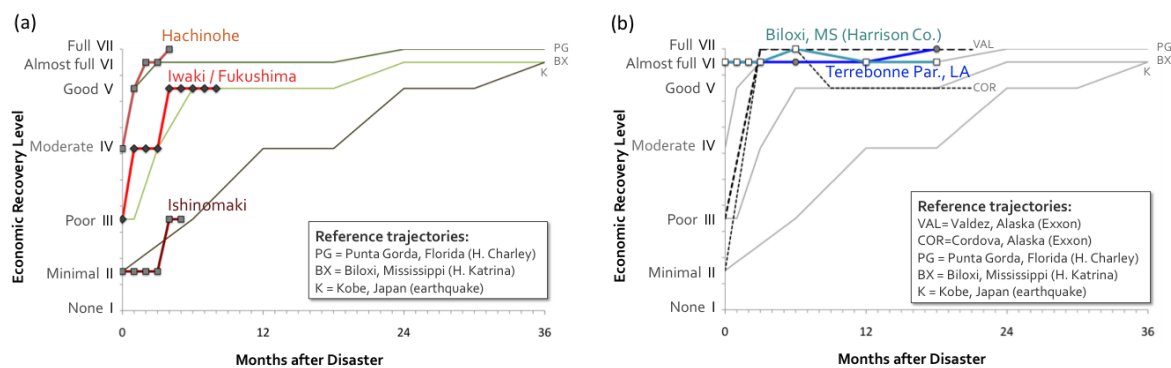 (a)
Hachinohe
Full VII
Almost full VI
Good V
Moderate IV
Poor III
Minimal II
None I
Economic Recovery Level
Iwaki / Fukushima
Ishinomaki
PG
BX
K
Reference trajectories:
PG = Punta Gorda, Florida (H. Charley)
BX = Biloxi, Mississippi (H. Katrina)
K = Kobe, Japan (earthquake)
0 12 24 36
Months after Disaster
(b)
Biloxi, MS (Harrison Co.)
Full VII
Almost full VI
Good V
Moderate IV
Poor III
Minimal II
None I
Economic Recovery Level
VAL
Terrebonne Par., LA
COR
PG
BX
K
Reference trajectories:
VAL= Valdez, Alaska (Exxon)
COR=Cordova, Alaska (Exxon)
PG = Punta Gorda, Florida (H. Charley)
BX = Biloxi, Mississippi (H. Katrina)
K = Kobe, Japan (earthquake)
0 12 24 36
Months after Disaster